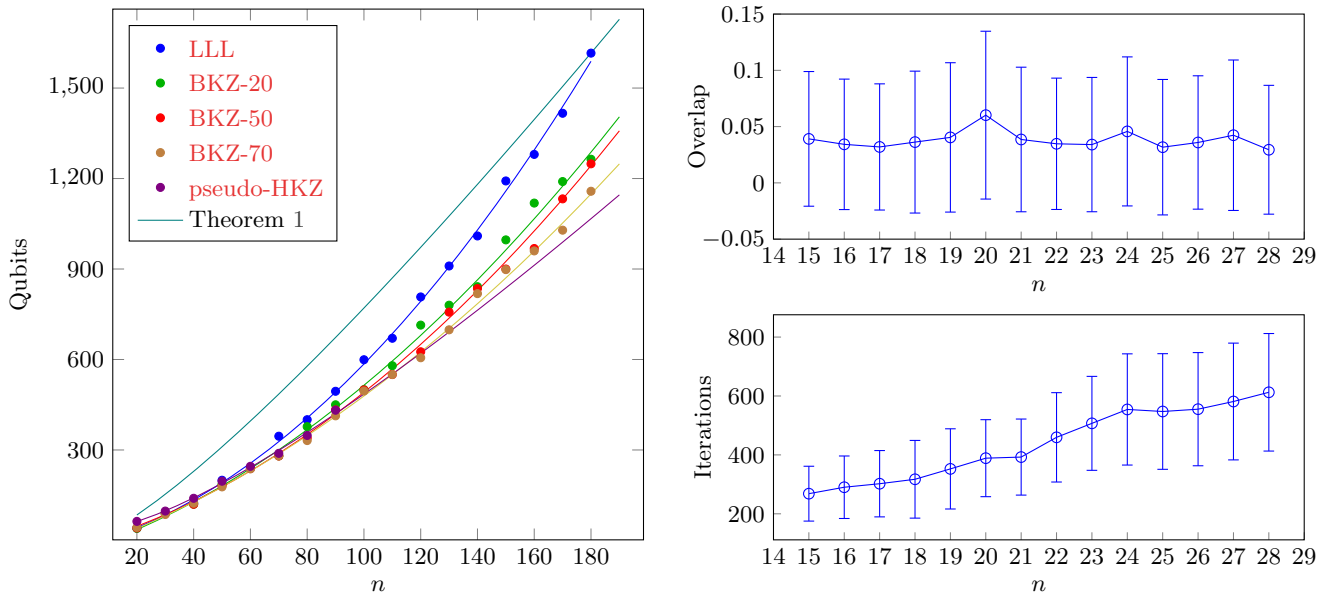 Qubits
1,500
1,200
900
600
300
LLL
BKZ-20
BKZ-50
BKZ-70
pseudo-HKZ
Theorem 1
20 40 60 80 100 120 140 160 180
n
Overlap
0.15
0.1
0.05
0
−0.05
14 15 16 17 18 19 20 21 22 23 24 25 26 27 28 29
n
Iterations
800
600
400
200
14 15 16 17 18 19 20 21 22 23 24 25 26 27 28 29
n